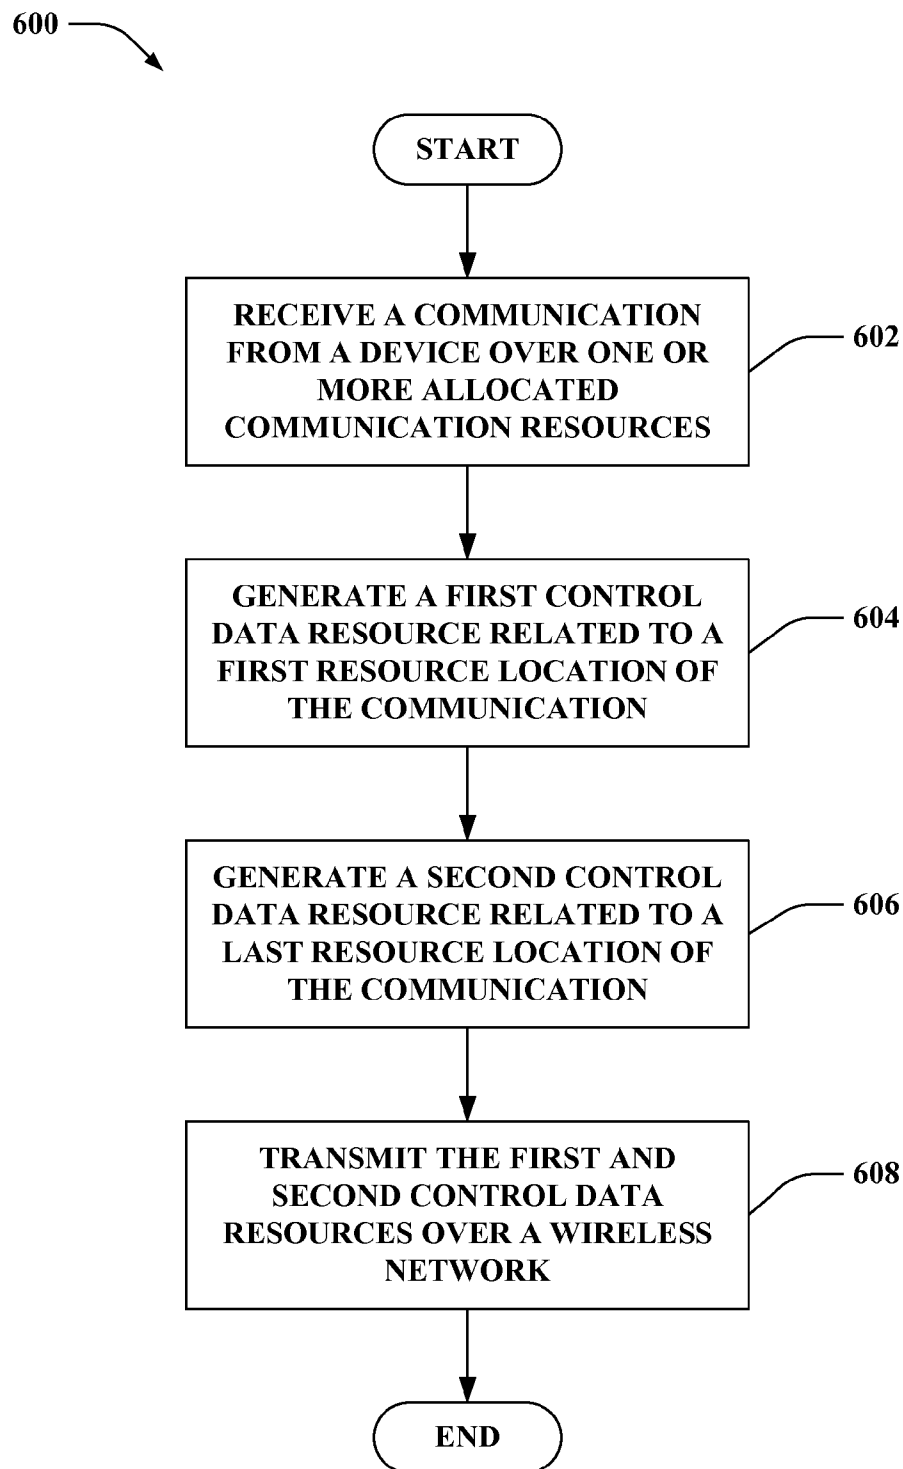 600
START
RECEIVE A COMMUNICATION
FROM A DEVICE OVER ONE OR
MORE ALLOCATED
COMMUNICATION RESOURCES
602
GENERATE A FIRST CONTROL
DATA RESOURCE RELATED TO A
FIRST RESOURCE LOCATION OF
THE COMMUNICATION
604
GENERATE A SECOND CONTROL
DATA RESOURCE RELATED TO A
LAST RESOURCE LOCATION OF
THE COMMUNICATION
606
TRANSMIT THE FIRST AND
SECOND CONTROL DATA
RESOURCES OVER A WIRELESS
NETWORK
608
END